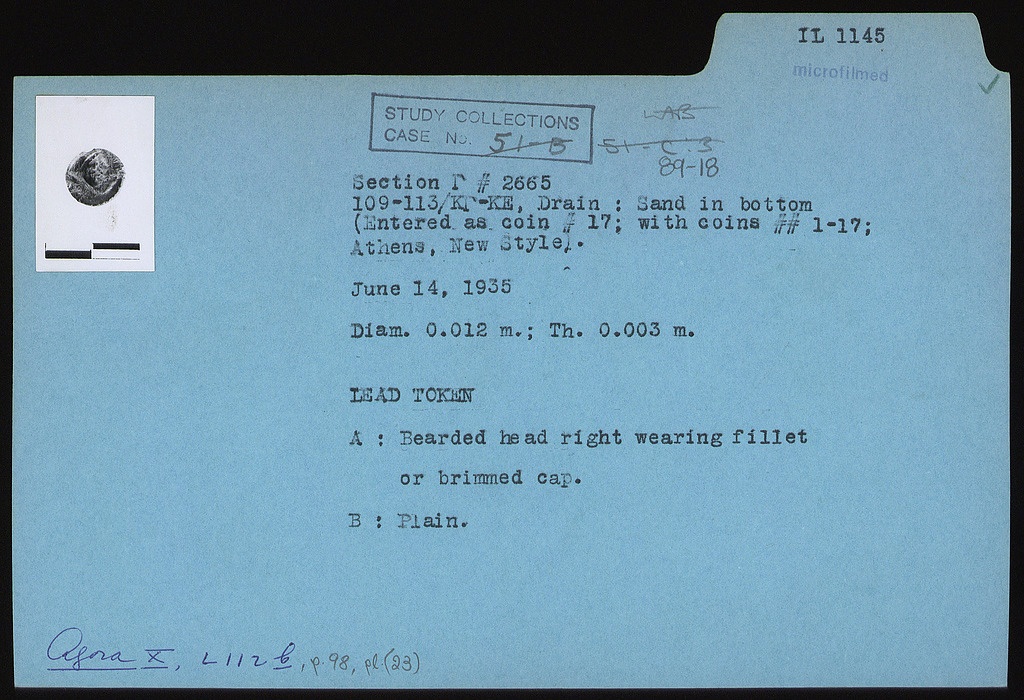 IL 1145
microfilmed
STUDY COLLECTIONS
CASE No. 51-B
LAB
51-C.3
89-18
Section Γ # 2665
109-113/ΚΓ-ΚΕ, Drain : Sand in bottom
(Entered as coin # 17; with coins ## 1-17;
Athens, New Style).
June 14, 1935
Diam. 0.012 m.; Th. 0.003 m.
LEAD TOKEN
A : Bearded head right wearing fillet
or brimmed cap.
B : Plain.
Agora X, L112 b, p. 98, pl. (23)